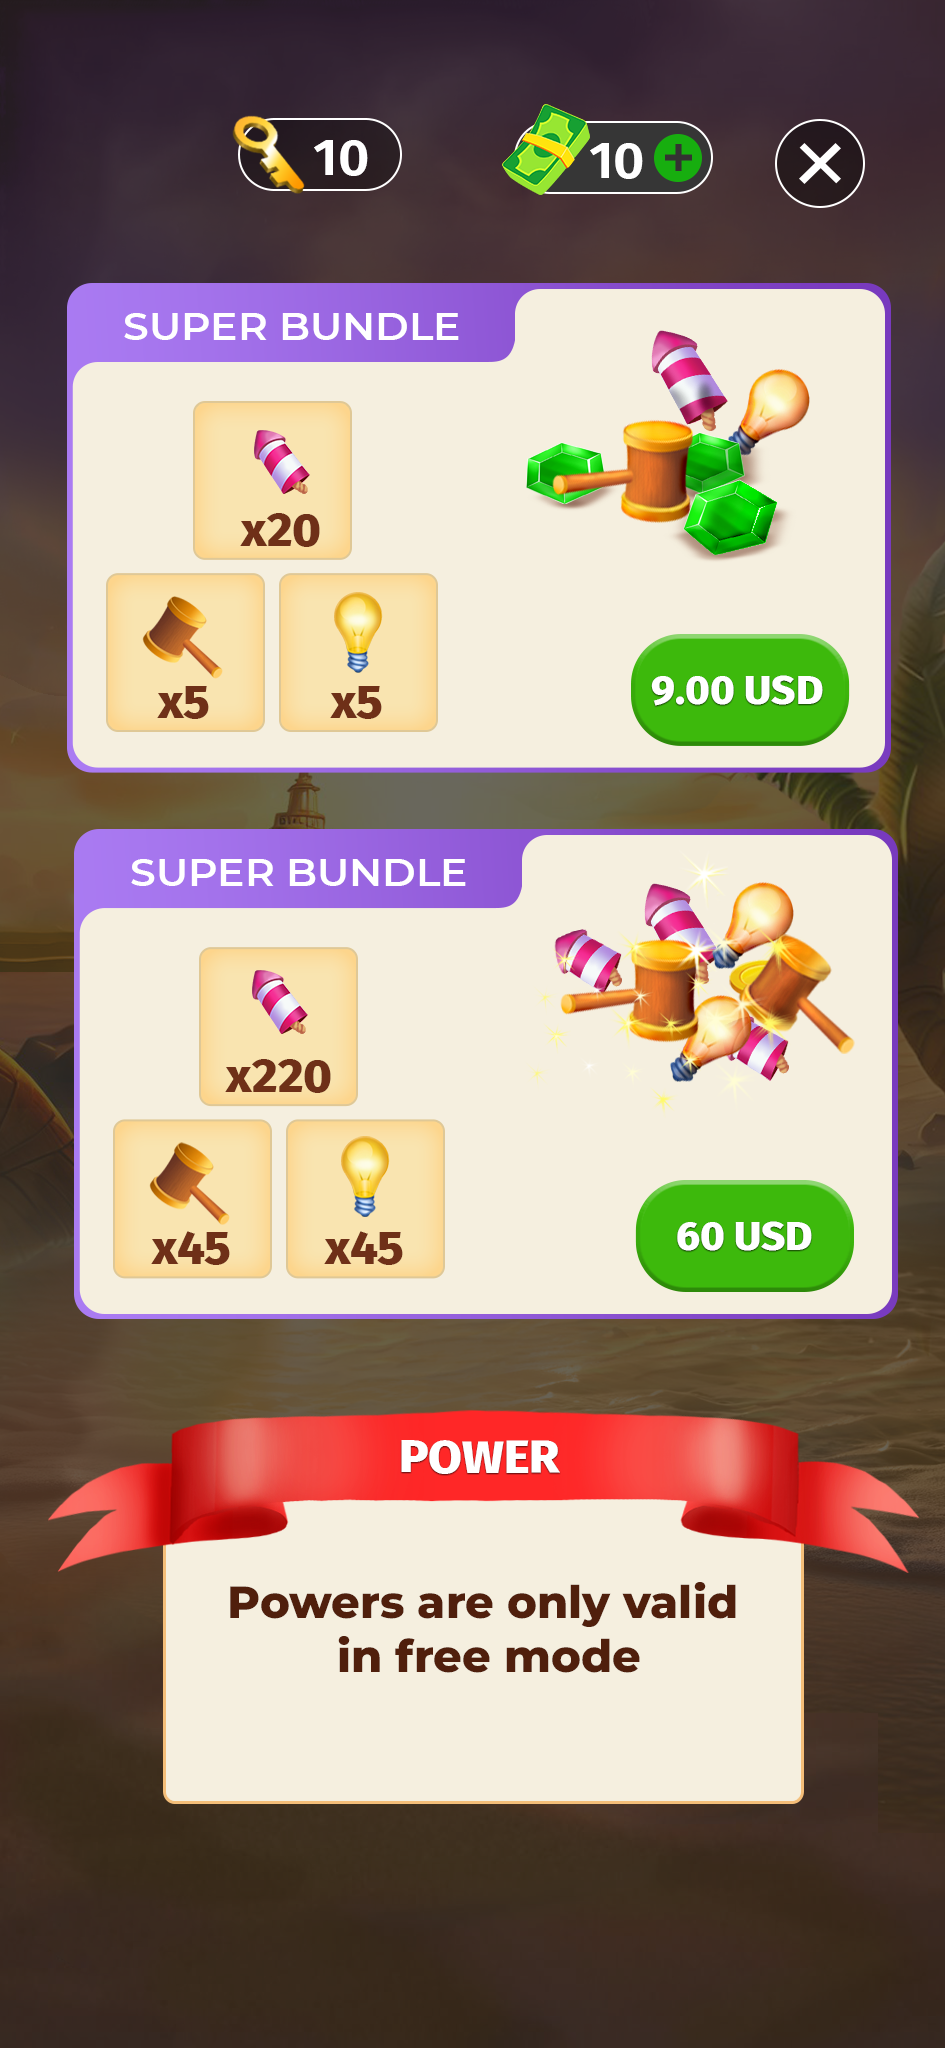 10
10
SUPER BUNDLE
x20
x5
x5
9.00 USD
SUPER BUNDLE
x220
x45
x45
60 USD
POWER
Powers are only valid
in free mode